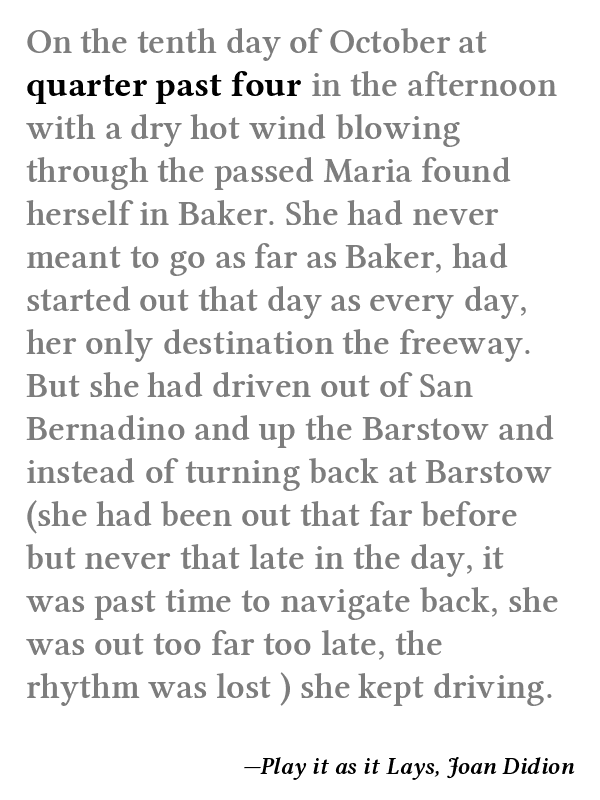 On the tenth day of October at
quarter past four in the afternoon
with a dry hot wind blowing
through the passed Maria found
herself in Baker. She had never
meant to go as far as Baker, had
started out that day as every day,
her only destination the freeway.
But she had driven out of San
Bernadino and up the Barstow and
instead of turning back at Barstow
(she had been out that far before
but never that late in the day, it
was past time to navigate back, she
was out too far too late, the
rhythm was lost ) she kept driving.
—Play it as it Lays, Joan Didion